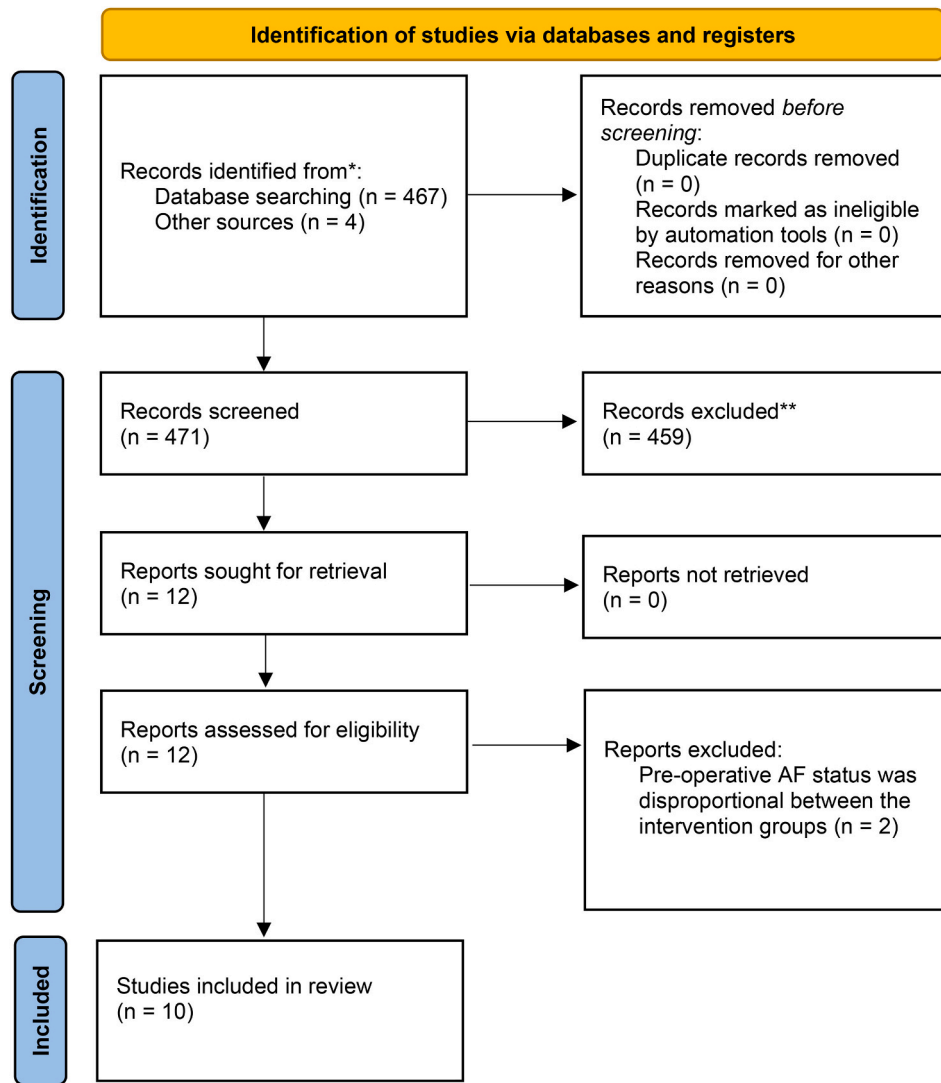 Identification of studies via databases and registers
Identification
Records identified from*:
Database searching (n = 467)
Other sources (n = 4)
Records removed before
screening:
Duplicate records removed
(n = 0)
Records marked as ineligible
by automation tools (n = 0)
Records removed for other
reasons (n = 0)
Screening
Records screened
(n = 471)
Records excluded**
(n = 459)
Reports sought for retrieval
(n = 12)
Reports not retrieved
(n = 0)
Reports assessed for eligibility
(n = 12)
Reports excluded:
Pre-operative AF status was
disproportional between the
intervention groups (n = 2)
Included
Studies included in review
(n = 10)